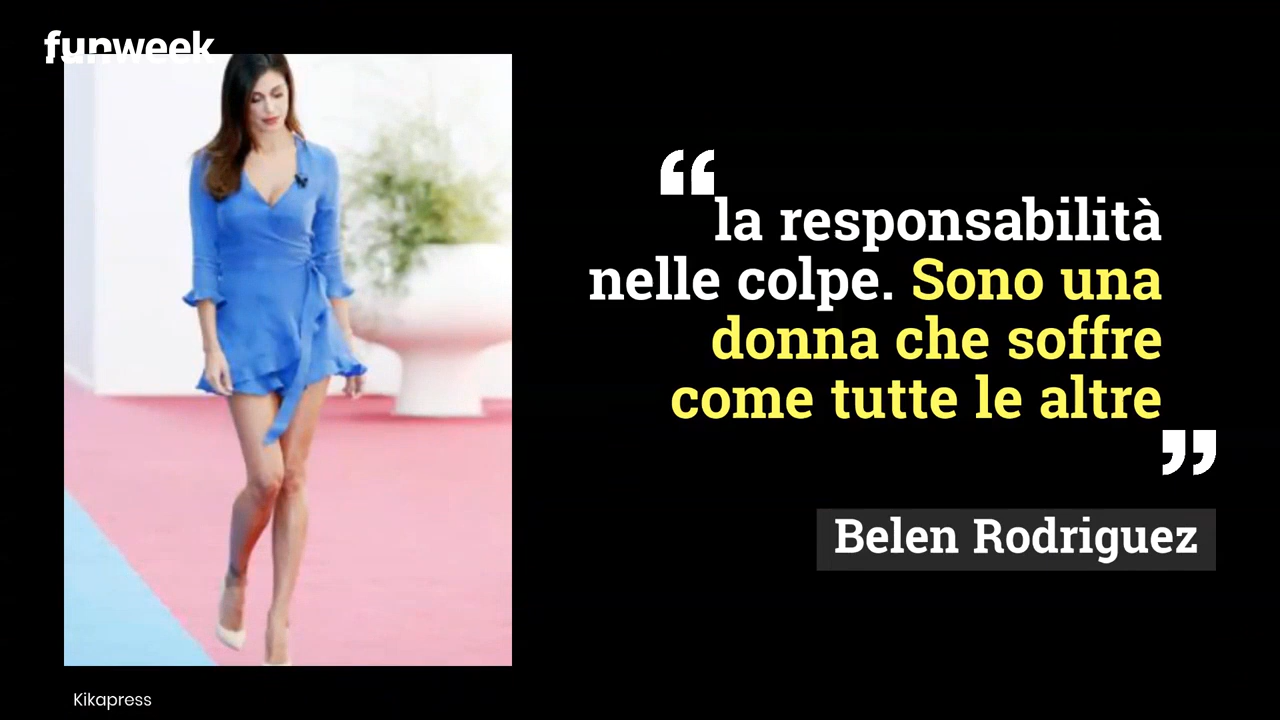 funweek
“
la responsabilità
nelle colpe. Sono una
donna che soffre
come tutte le altre
”
Belen Rodriguez
Kikapress